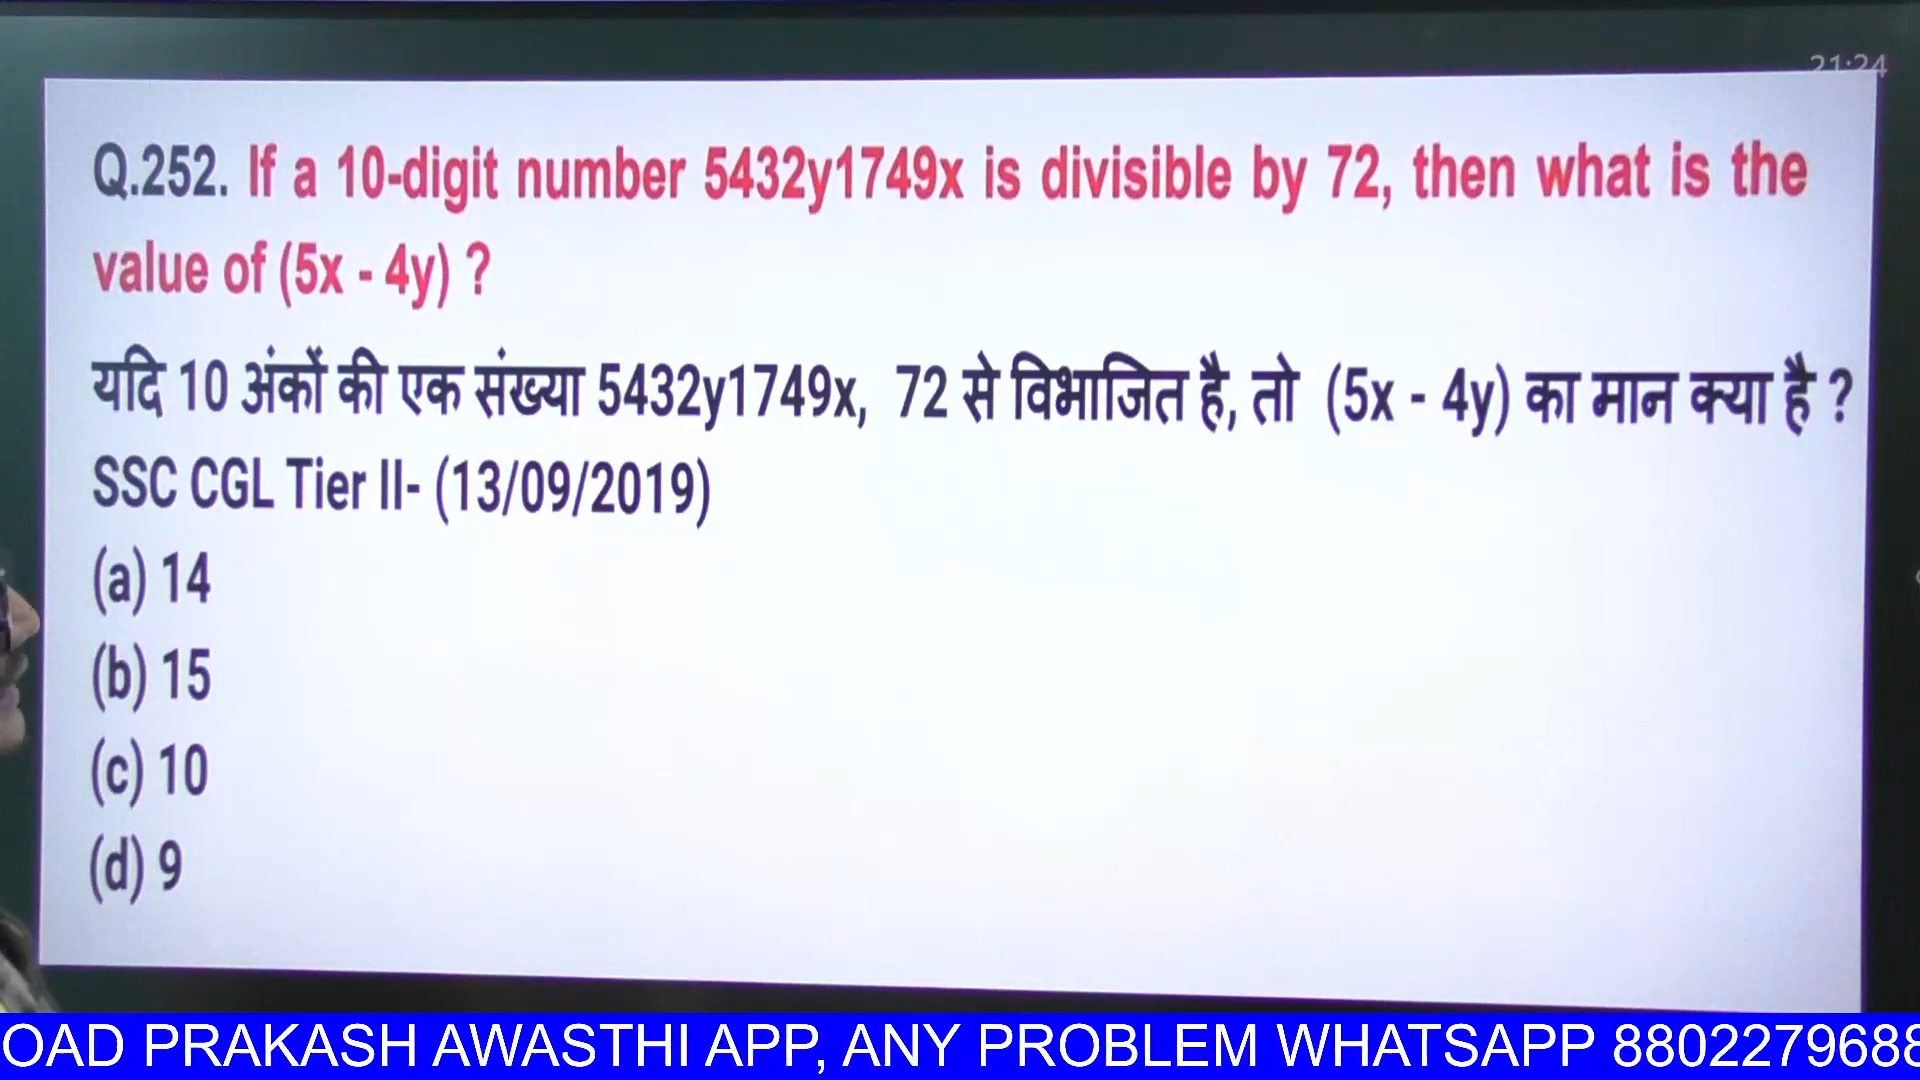 21:24
Q.252. If a 10-digit number 5432y1749x is divisible by 72, then what is the
value of (5x - 4y) ?
यदि 10 अंकों की एक संख्या 5432y1749x, 72 से विभाजित है, तो (5x - 4y) का मान क्या है ?
SSC CGL Tier II- (13/09/2019)
(a) 14
(b) 15
(c) 10
(d) 9
OAD PRAKASH AWASTHI APP, ANY PROBLEM WHATSAPP 8802279688